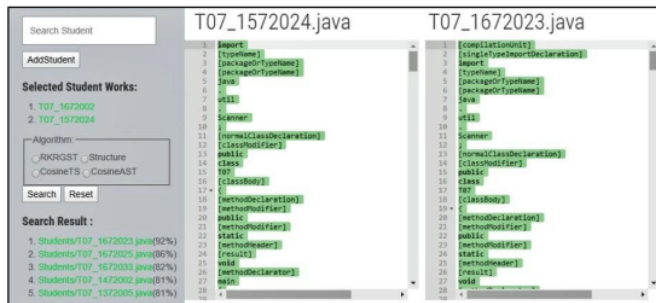 Search Student
AddStudent
Selected Student Works:
1. T07_1672002
2. T07_1572024
Algorithm:
RKRGST Structure
CosineTS CosineAST
Search Reset
Search Result :
1. Students/T07_1672023.java(92%)
2. Students/T07_1672025.java(86%)
3. Students/T07_1672033.java(82%)
4. Students/T07_1472002.java(81%)
5. Students/T07_1372005.java(81%)
T07_1572024.java
1 import
2 [typeName]
3 [packageOrTypeName]
4 [packageOrTypeName]
5 java
6 .
7 util
8 .
9 Scanner
10 ;
11 [normalClassDeclaration]
12 [classModifier]
13 public
14 class
15 T07
16 [classBody]
17 {
18 [methodDeclaration]
19 [methodModifier]
20 public
21 [methodModifier]
22 static
23 [methodHeader]
24 [result]
25 void
26 [methodDeclarator]
27 main
28
T07_1672023.java
1 [compilationUnit]
2 [singleTypeImportDeclaration]
3 import
4 [typeName]
5 [packageOrTypeName]
6 [packageOrTypeName]
7 java
8 .
9 util
10 .
11 Scanner
12 ;
13 [normalClassDeclaration]
14 [classModifier]
15 public
16 class
17 T07
18 [classBody]
19 {
20 [methodDeclaration]
21 [methodModifier]
22 public
23 [methodModifier]
24 static
25 [methodHeader]
26 [result]
27 void
28